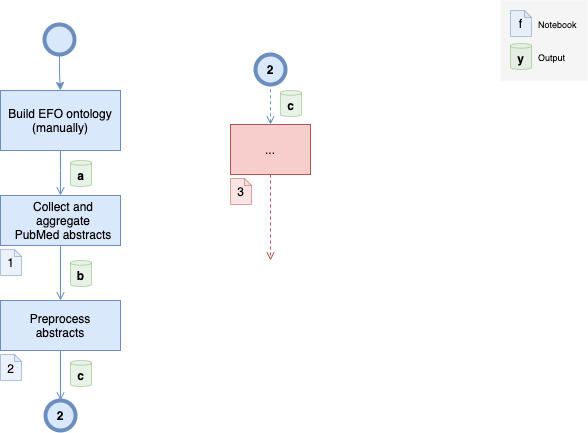 f Notebook
y Output
Build EFO ontology
(manually)
a
Collect and
aggregate
PubMed abstracts
1
b
Preprocess
abstracts
2
c
2
2
c
...
3